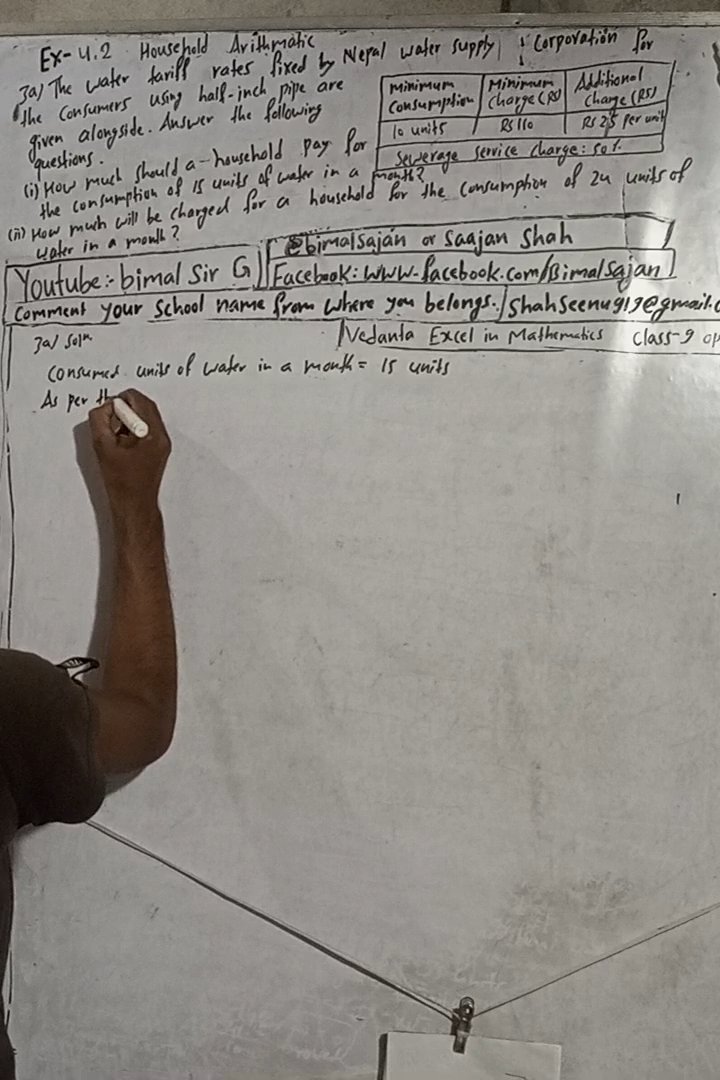 Ex-4.2 Household Arithmatic
3a) The water tariff rates fixed by Nepal water supply Corporation for
the consumers using half-inch pipe are
given alongside. Answer the following
questions.
minimum consumption | Minimum charge (RS) | Additional charge (RS)
10 units | RS 110 | RS 25 per unit
Sewerage service charge: 50%
(i) How much should a household pay for
the consumption of 15 units of water in a month?
(ii) How much will be charged for a household for the consumption of 24 units of
water in a month?
Youtube:- bimal Sir G
@bimalsajan or Saajan Shah
Facebook: www.facebook.com/Bimalsajan
Comment your School name from where you belongs.
Shahseenu919@gmail.
Vedanta Excel in Mathematics Class-9 op
3a) Solⁿ
Consumed units of water in a month = 15 units
As per th